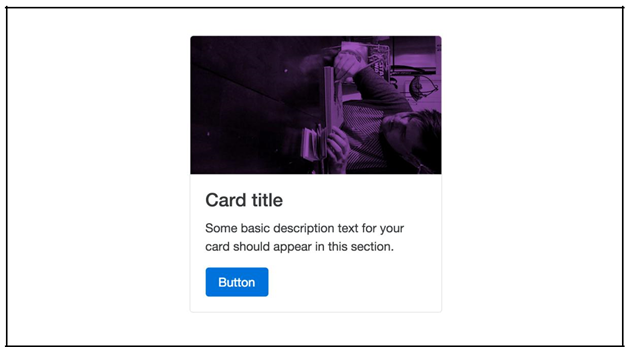 Card title
Some basic description text for your
card should appear in this section.
Button